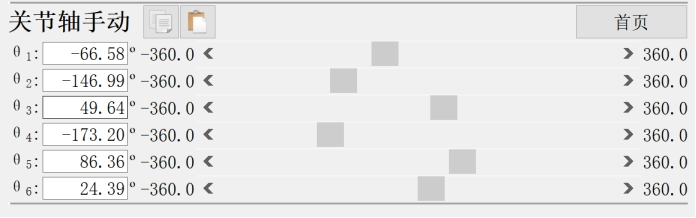 关节轴手动 首页
θ1: -66.58 ° -360.0 360.0
θ2: -146.99 ° -360.0 360.0
θ3: 49.64 ° -360.0 360.0
θ4: -173.20 ° -360.0 360.0
θ5: 86.36 ° -360.0 360.0
θ6: 24.39 ° -360.0 360.0